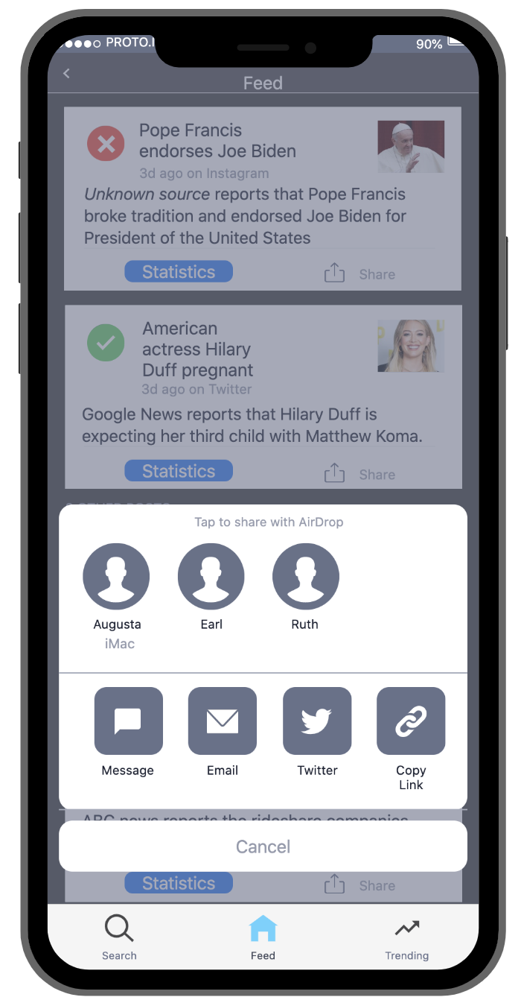 PROTO.I
90%
Feed
Pope Francis
endorses Joe Biden
3d ago on Instagram
Unknown source reports that Pope Francis
broke tradition and endorsed Joe Biden for
President of the United States
Statistics
Share
American
actress Hilary
Duff pregnant
3d ago on Twitter
Google News reports that Hilary Duff is
expecting her third child with Matthew Koma.
Statistics
Share
Tap to share with AirDrop
Augusta
iMac
Earl
Ruth
Message
Email
Twitter
Copy
Link
ABC news reports the rideshare companies
Cancel
Statistics
Share
Search
Feed
Trending